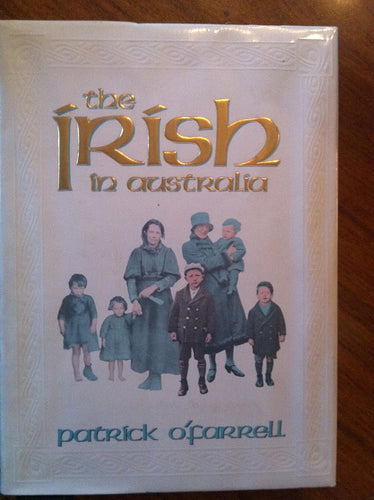 the
irish
in australia
patrick o'farrell